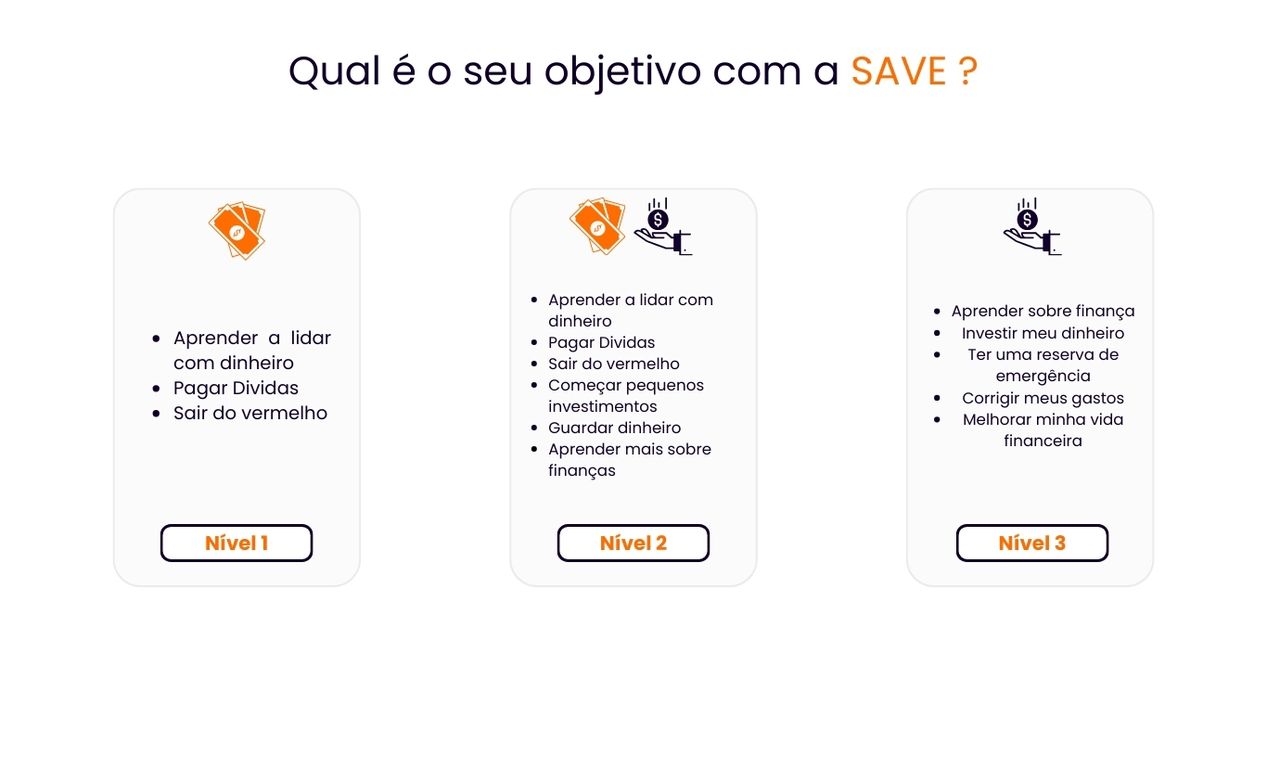 Qual é o seu objetivo com a SAVE ?
Aprender a lidar
com dinheiro
Pagar Dividas
Sair do vermelho
Nível 1
Aprender a lidar com
dinheiro
Pagar Dividas
Sair do vermelho
Começar pequenos
investimentos
Guardar dinheiro
Aprender mais sobre
finanças
Nível 2
Aprender sobre finança
Investir meu dinheiro
Ter uma reserva de
emergência
Corrigir meus gastos
Melhorar minha vida
financeira
Nível 3